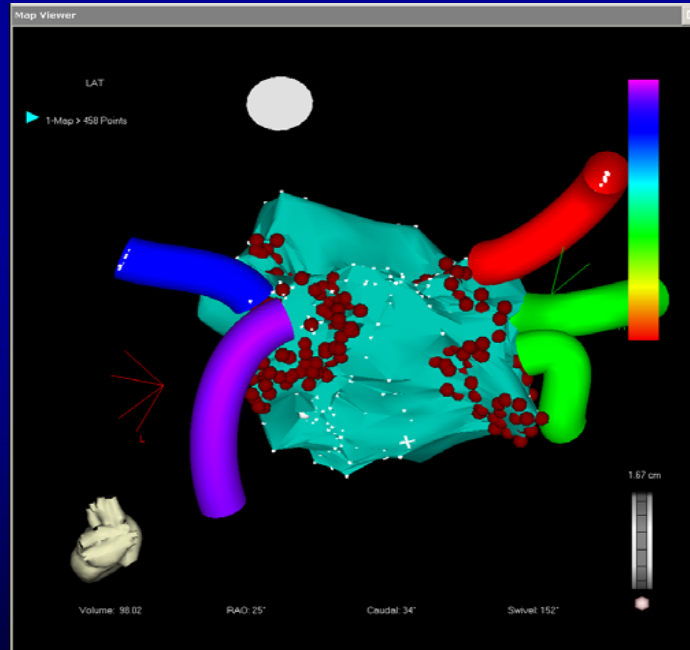 Map Viewer
LAT
1-Map > 458 Points
L
1.67 cm
Volume: 98.02
RAO: 25°
Caudal: 34°
Swivel: 152°